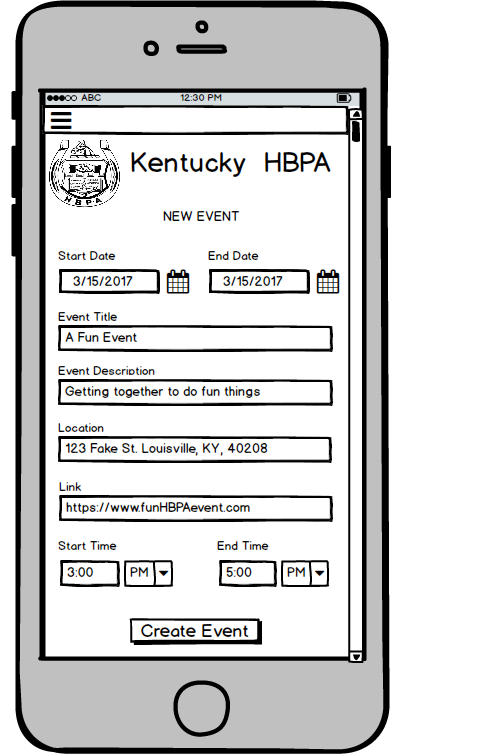 ABC 12:30 PM
HBPA
Kentucky HBPA
NEW EVENT
Start Date End Date
3/15/2017 3/15/2017
Event Title
A Fun Event
Event Description
Getting together to do fun things
Location
123 Fake St. Louisville, KY, 40208
Link
https://www.funHBPAevent.com
Start Time End Time
3:00 PM 5:00 PM
Create Event